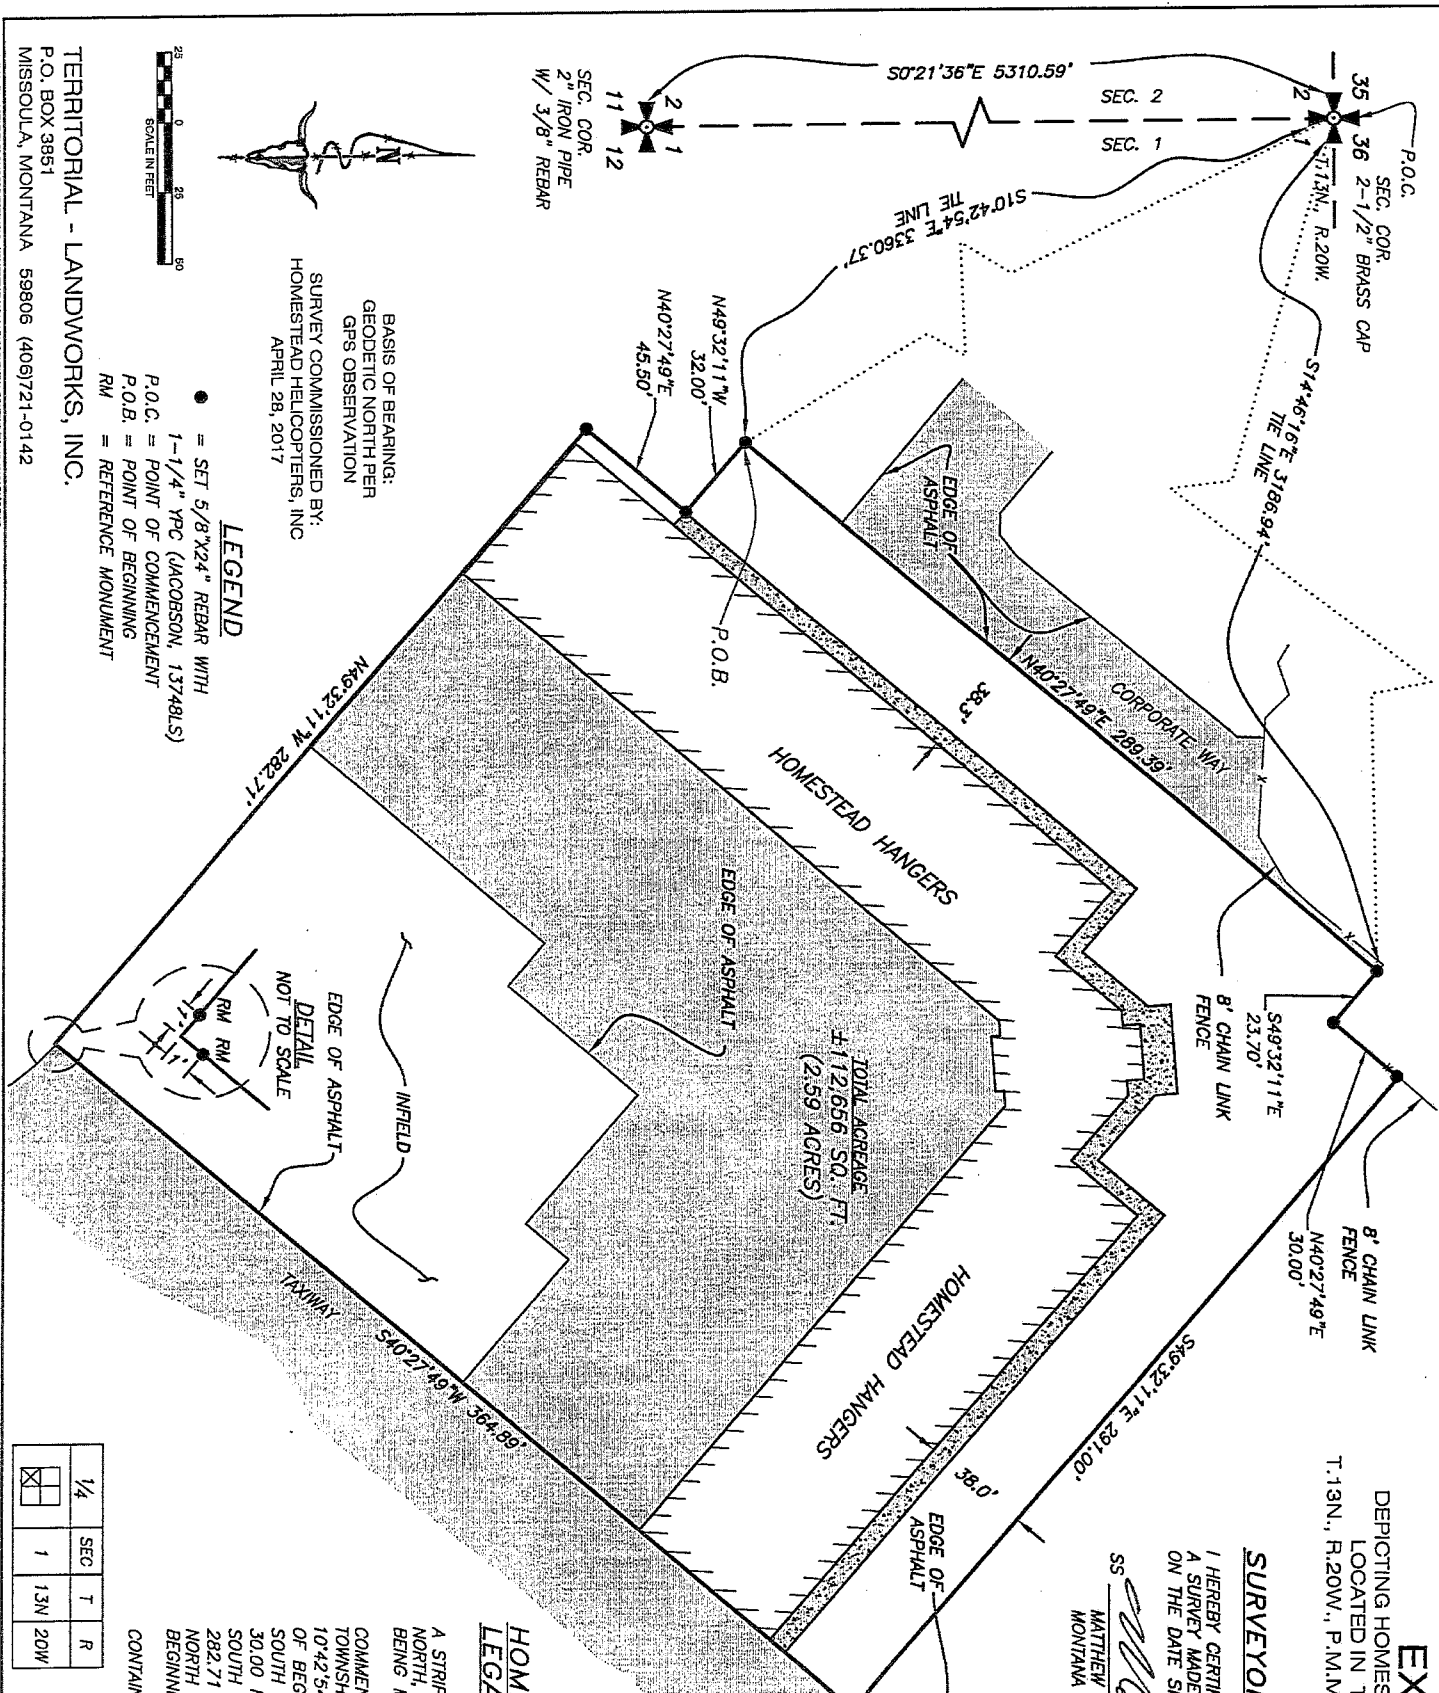 EX
DEPICTING HOMES
LOCATED IN T
T.13N., R.20W., P.M.M
SURVEYO
I HEREBY CERTI
A SURVEY MADE
ON THE DATE S
SS
MATTHEW
MONTANA
HOM
LEGA
A STRIP
NORTH,
BEING
COMMEN
TOWNSH
10°42'5
OF BEG
SOUTH
30.00
SOUTH
282.71
NORTH
BEGINN
CONTAIN
1/4 SEC T R
1 13N 20W
35
36
2
1
P.O.C.
SEC. COR.
2-1/2" BRASS CAP
T.13N., R.20W.
S0°21'36"E 5310.59'
SEC. 2
SEC. 1
2
1
11
12
SEC. COR.
2" IRON PIPE
W/ 3/8" REBAR
S10°42'54"E 3360.37'
TIE LINE
S14°46'16"E 3186.94'
TIE LINE
N49°32'11"W
32.00'
N40°27'49"E
45.50'
P.O.B.
EDGE OF
ASPHALT
CORPORATE WAY
N40°27'49"E 289.39'
38.3'
8' CHAIN LINK
FENCE
S49°32'11"E
23.70'
N40°27'49"E
30.00'
8' CHAIN LINK
FENCE
S49°32'11"E 291.00'
38.0'
EDGE OF
ASPHALT
HOMESTEAD HANGERS
HOMESTEAD HANGERS
TOTAL ACREAGE
±112,656 SQ. FT.
(2.59 ACRES)
EDGE OF ASPHALT
INFIELD
EDGE OF ASPHALT
DETAIL
NOT TO SCALE
RM RM
1'
1'
TAXIWAY
S40°27'49"W 364.89'
N49°32'11"W 282.71'
N
BASIS OF BEARING:
GEODETIC NORTH PER
GPS OBSERVATION
SURVEY COMMISSIONED BY:
HOMESTEAD HELICOPTERS, INC
APRIL 28, 2017
LEGEND
= SET 5/8"X24" REBAR WITH
1-1/4" YPC (JACOBSON, 13748LS)
P.O.C. = POINT OF COMMENCEMENT
P.O.B. = POINT OF BEGINNING
RM = REFERENCE MONUMENT
25 0 25 50
SCALE IN FEET
TERRITORIAL - LANDWORKS, INC.
P.O. BOX 3851
MISSOULA, MONTANA 59806 (406)721-0142